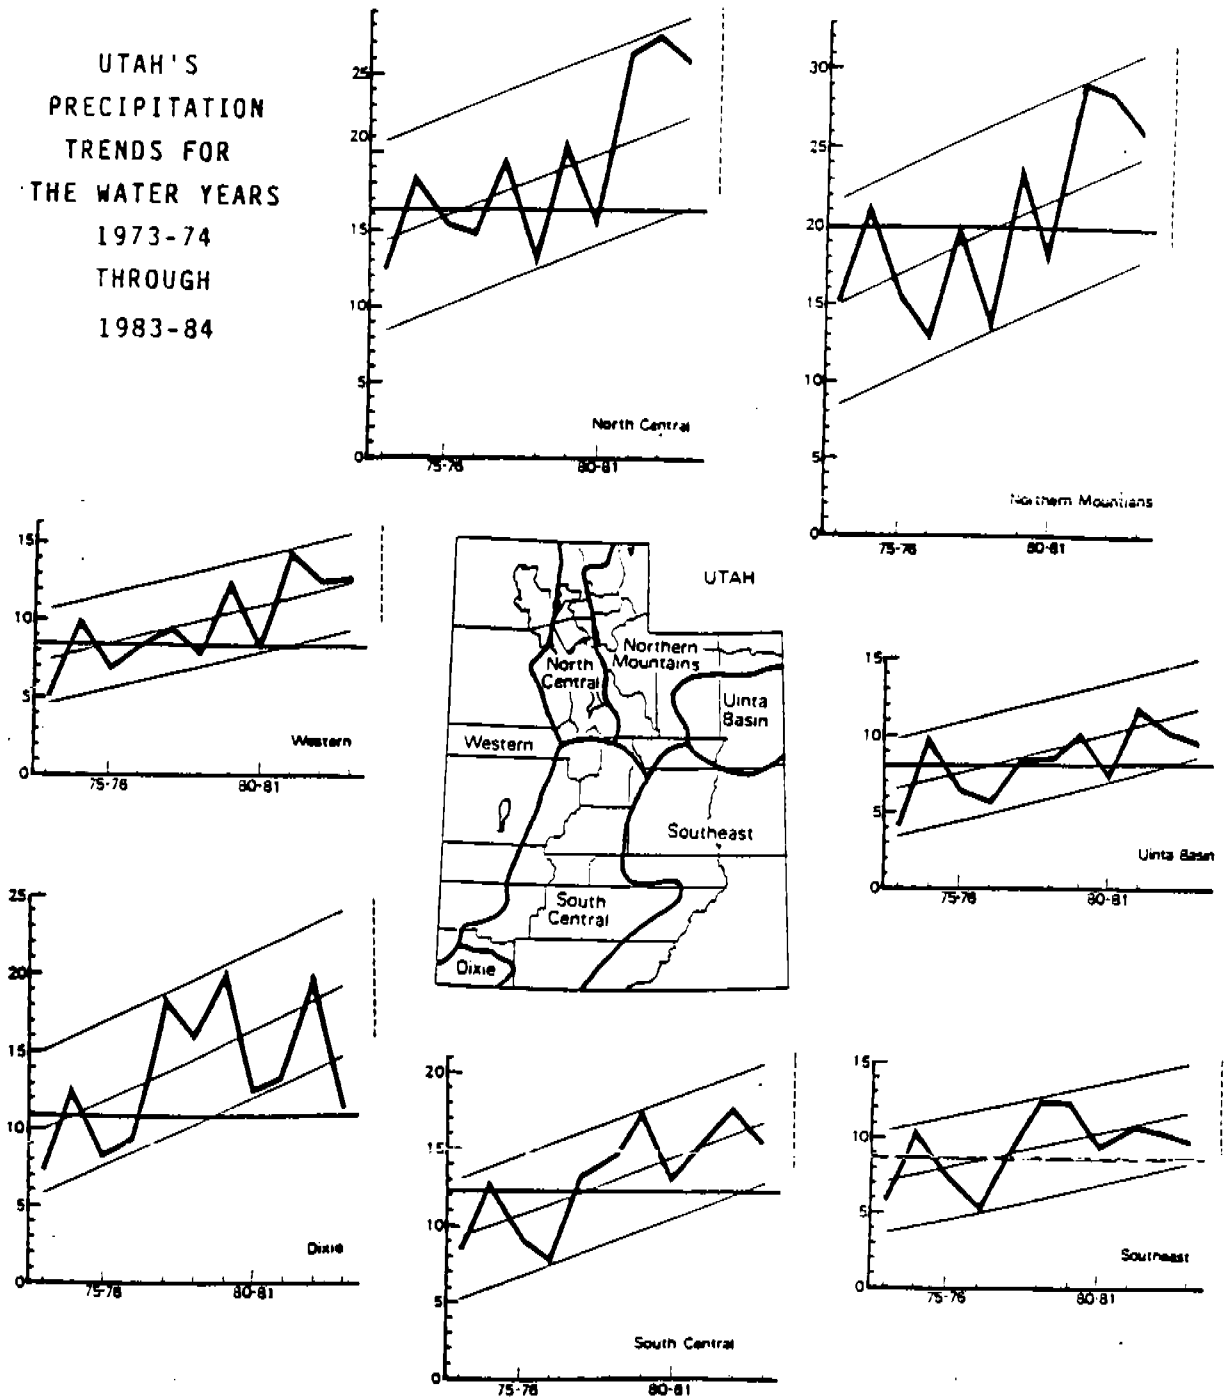 UTAH'S
PRECIPITATION
TRENDS FOR
THE WATER YEARS
1973-74
THROUGH
1983-84
25
20
15
10
5
0
75-76
80-81
North Central
30
25
20
15
10
5
0
75-76
80-81
Northern Mountians
15
10
5
0
75-76
80-81
Western
UTAH
Northern
Mountains
North
Central
Uinta
Basin
Western
Southeast
South
Central
Dixie
15
10
5
0
75-76
80-81
Uinta Basin
25
20
15
10
5
0
75-76
80-81
Dixie
20
15
10
5
0
75-76
80-81
South Central
15
10
5
0
75-76
80-81
Southeast